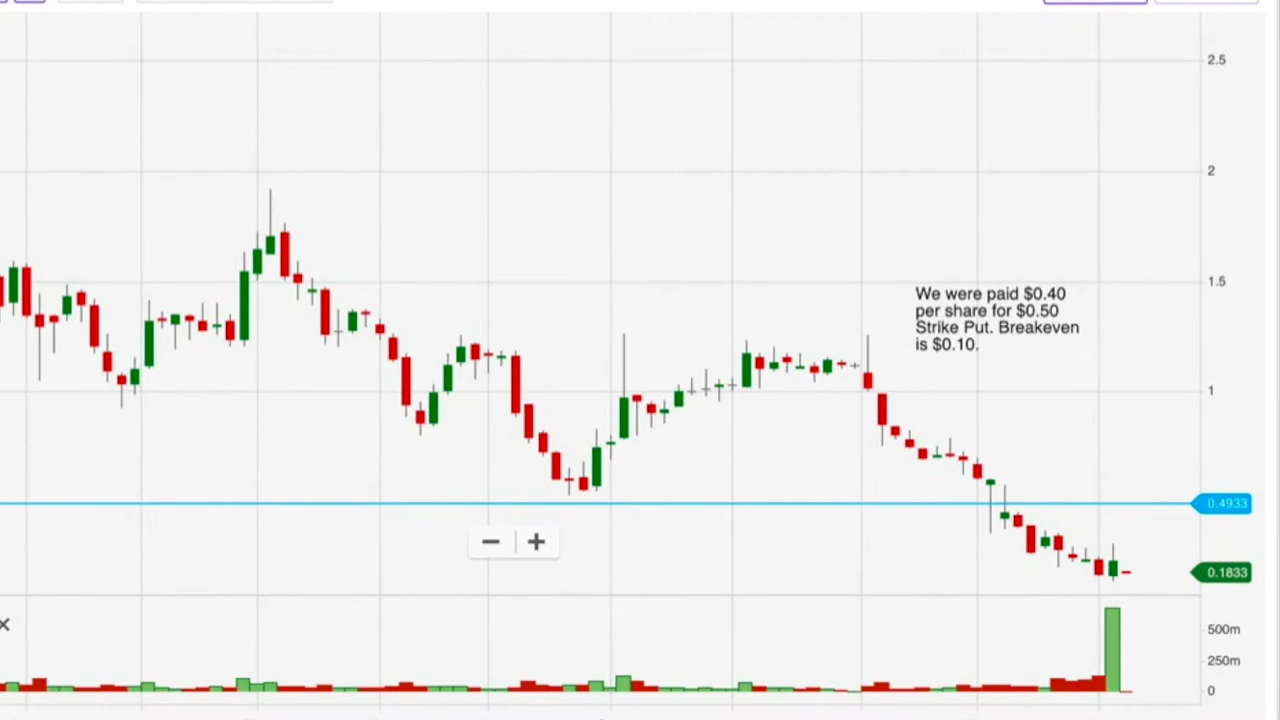 2.5
2
1.5
We were paid $0.40
per share for $0.50
Strike Put. Breakeven
is $0.10.
1
0.4933
0.1833
500m
250m
0